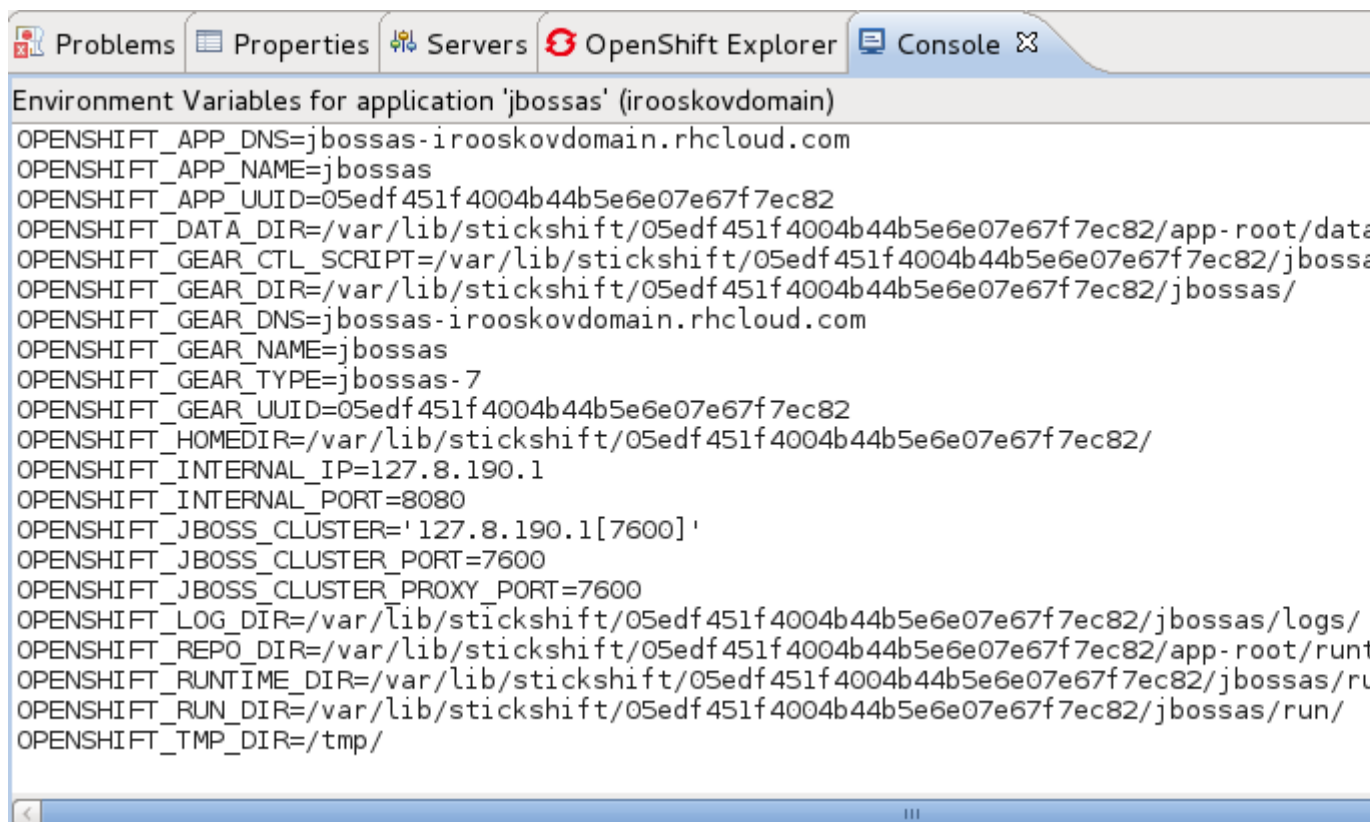 Problems Properties Servers OpenShift Explorer Console
Environment Variables for application 'jbossas' (irooskovdomain)
OPENSHIFT_APP_DNS=jbossas-irooskovdomain.rhcloud.com
OPENSHIFT_APP_NAME=jbossas
OPENSHIFT_APP_UUID=05edf451f4004b44b5e6e07e67f7ec82
OPENSHIFT_DATA_DIR=/var/lib/stickshift/05edf451f4004b44b5e6e07e67f7ec82/app-root/data
OPENSHIFT_GEAR_CTL_SCRIPT=/var/lib/stickshift/05edf451f4004b44b5e6e07e67f7ec82/jbossa
OPENSHIFT_GEAR_DIR=/var/lib/stickshift/05edf451f4004b44b5e6e07e67f7ec82/jbossas/
OPENSHIFT_GEAR_DNS=jbossas-irooskovdomain.rhcloud.com
OPENSHIFT_GEAR_NAME=jbossas
OPENSHIFT_GEAR_TYPE=jbossas-7
OPENSHIFT_GEAR_UUID=05edf451f4004b44b5e6e07e67f7ec82
OPENSHIFT_HOMEDIR=/var/lib/stickshift/05edf451f4004b44b5e6e07e67f7ec82/
OPENSHIFT_INTERNAL_IP=127.8.190.1
OPENSHIFT_INTERNAL_PORT=8080
OPENSHIFT_JBOSS_CLUSTER='127.8.190.1[7600]'
OPENSHIFT_JBOSS_CLUSTER_PORT=7600
OPENSHIFT_JBOSS_CLUSTER_PROXY_PORT=7600
OPENSHIFT_LOG_DIR=/var/lib/stickshift/05edf451f4004b44b5e6e07e67f7ec82/jbossas/logs/
OPENSHIFT_REPO_DIR=/var/lib/stickshift/05edf451f4004b44b5e6e07e67f7ec82/app-root/runt
OPENSHIFT_RUNTIME_DIR=/var/lib/stickshift/05edf451f4004b44b5e6e07e67f7ec82/jbossas/ru
OPENSHIFT_RUN_DIR=/var/lib/stickshift/05edf451f4004b44b5e6e07e67f7ec82/jbossas/run/
OPENSHIFT_TMP_DIR=/tmp/